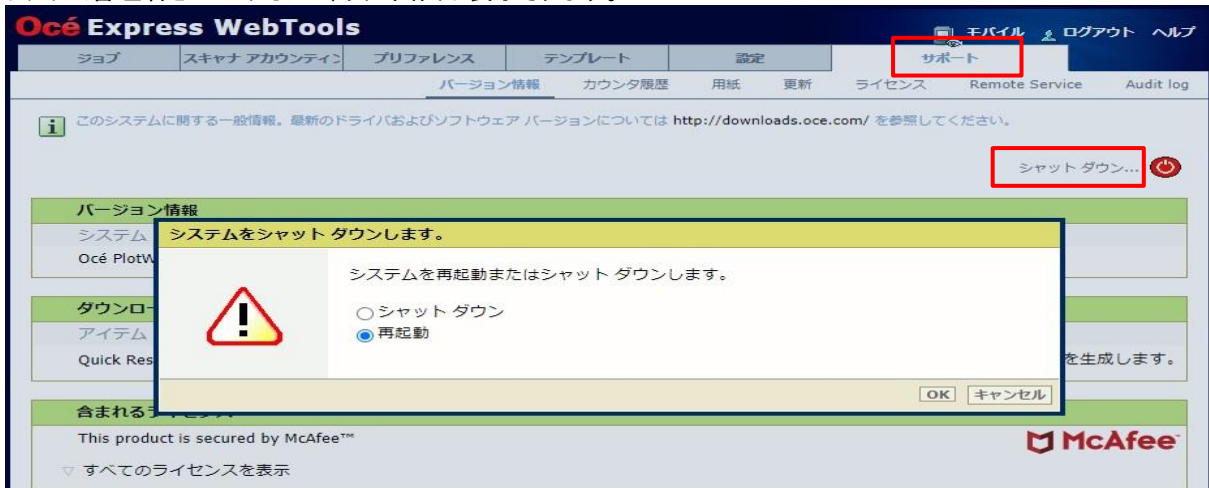 Océ Express WebTools
モバイル ログアウト ヘルプ
ジョブ スキャナ アカウンティン プリファレンス テンプレート 設定 サポート
バージョン情報 カウンタ履歴 用紙 更新 ライセンス Remote Service Audit log
このシステムに関する一般情報。最新のドライバおよびソフトウェア バージョンについては http://downloads.oce.com/ を参照してください。
シャット ダウン...
バージョン情報
システム
Océ PlotW
システムをシャット ダウンします。
システムを再起動またはシャット ダウンします。
シャット ダウン
再起動
OK キャンセル
ダウンロー
アイテム
Quick Res を生成します。
含まれる
This product is secured by McAfee™
McAfee
すべてのライセンスを表示